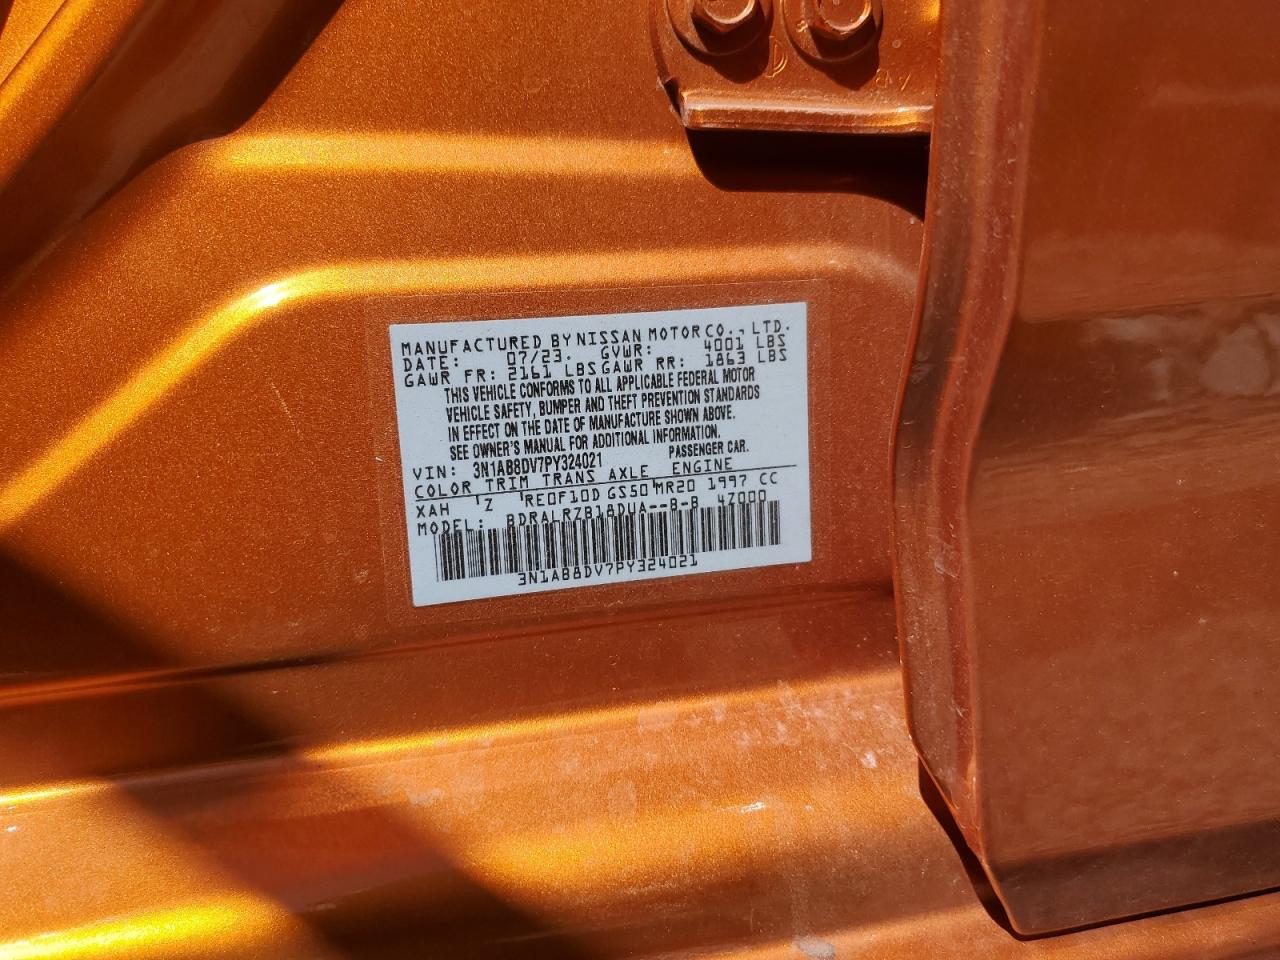 MANUFACTURED BY NISSAN MOTOR CO., LTD.
DATE: 07/23. GVWR: 4001 LBS
GAWR FR: 2161 LBS GAWR RR: 1863 LBS
THIS VEHICLE CONFORMS TO ALL APPLICABLE FEDERAL MOTOR
VEHICLE SAFETY, BUMPER AND THEFT PREVENTION STANDARDS
IN EFFECT ON THE DATE OF MANUFACTURE SHOWN ABOVE.
SEE OWNER'S MANUAL FOR ADDITIONAL INFORMATION.
VIN: 3N1AB8DV7PY324021 PASSENGER CAR.
COLOR TRIM TRANS AXLE ENGINE
XAH Z RE0F10D GS50 MR20 1997 CC
MODEL: BDRALRZB18DUA--B-B 4Z000
3N1AB8DV7PY324021